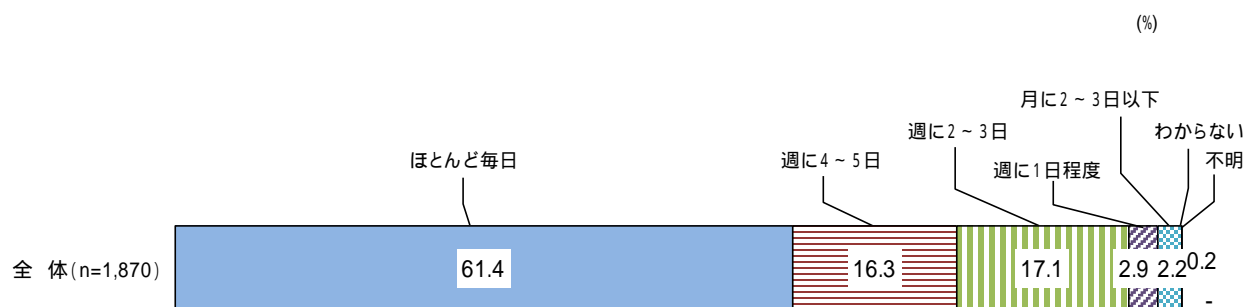 (%)
月に2～3日以下
週に2～3日
わからない
ほとんど毎日
週に4～5日
週に1日程度
不明
全 体(n=1,870)
61.4
16.3
17.1
2.9
2.2
0.2
-